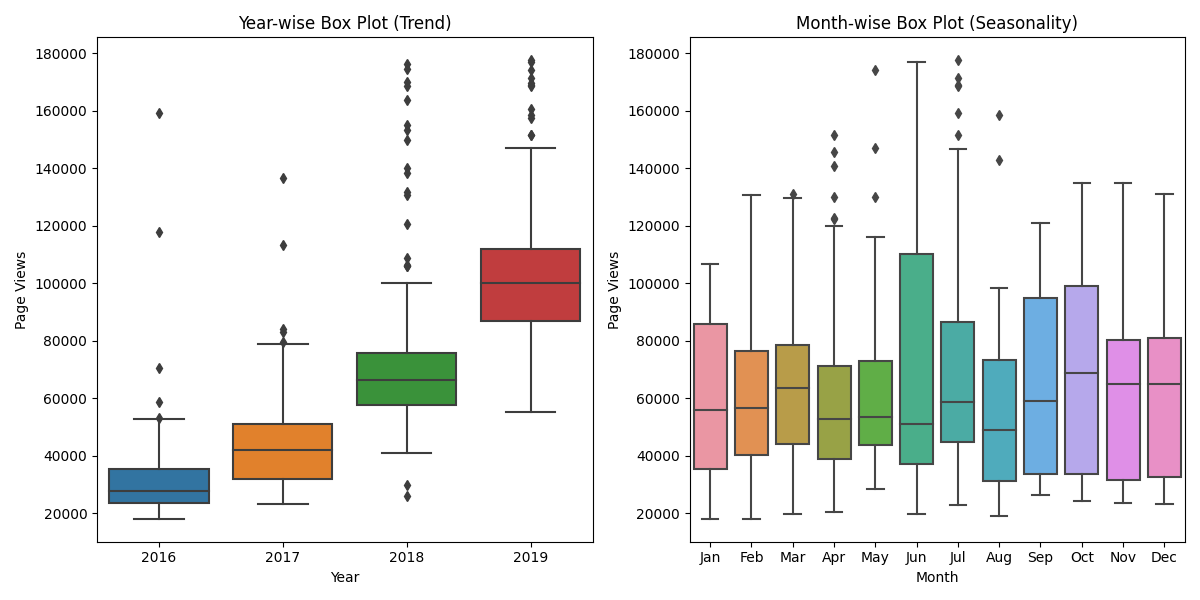 Year-wise Box Plot (Trend)
Page Views
180000
160000
140000
120000
100000
80000
60000
40000
20000
2016 2017 2018 2019
Year
Month-wise Box Plot (Seasonality)
Page Views
180000
160000
140000
120000
100000
80000
60000
40000
20000
Jan Feb Mar Apr May Jun Jul Aug Sep Oct Nov Dec
Month